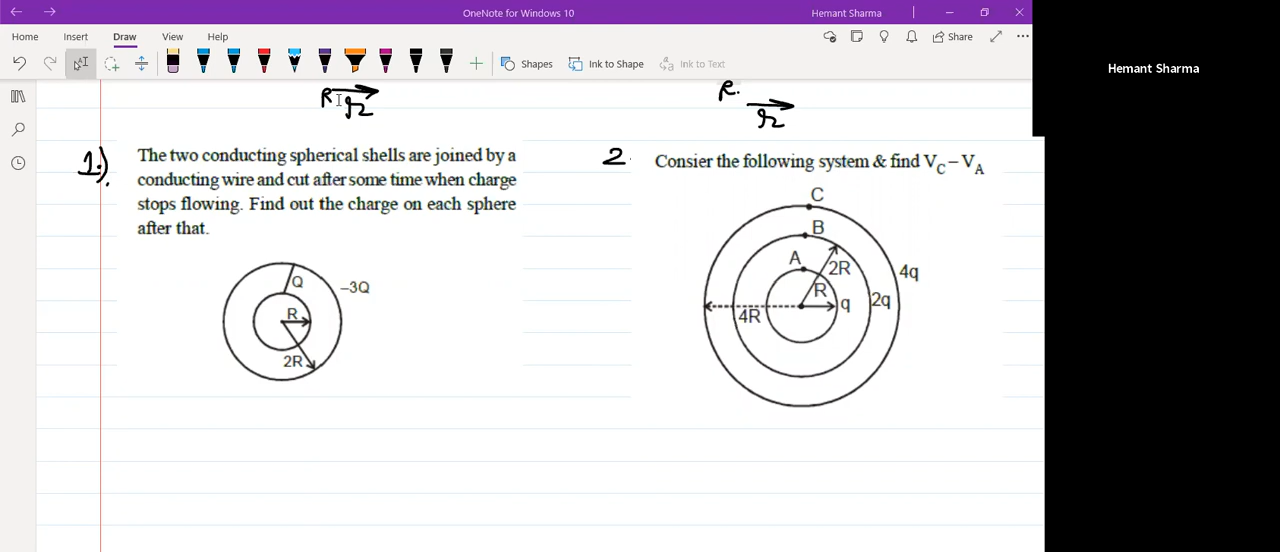 OneNote for Windows 10
Hemant Sharma
Home
Insert
Draw
View
Help
Share
Shapes
Ink to Shape
Ink to Text
Hemant Sharma
R
R.
1.)
The two conducting spherical shells are joined by a
conducting wire and cut after some time when charge
stops flowing. Find out the charge on each sphere
after that.
Q
–3Q
R
2R
2.
Consier the following system & find V_C – V_A
C
B
A
2R
4q
R
q
2q
4R